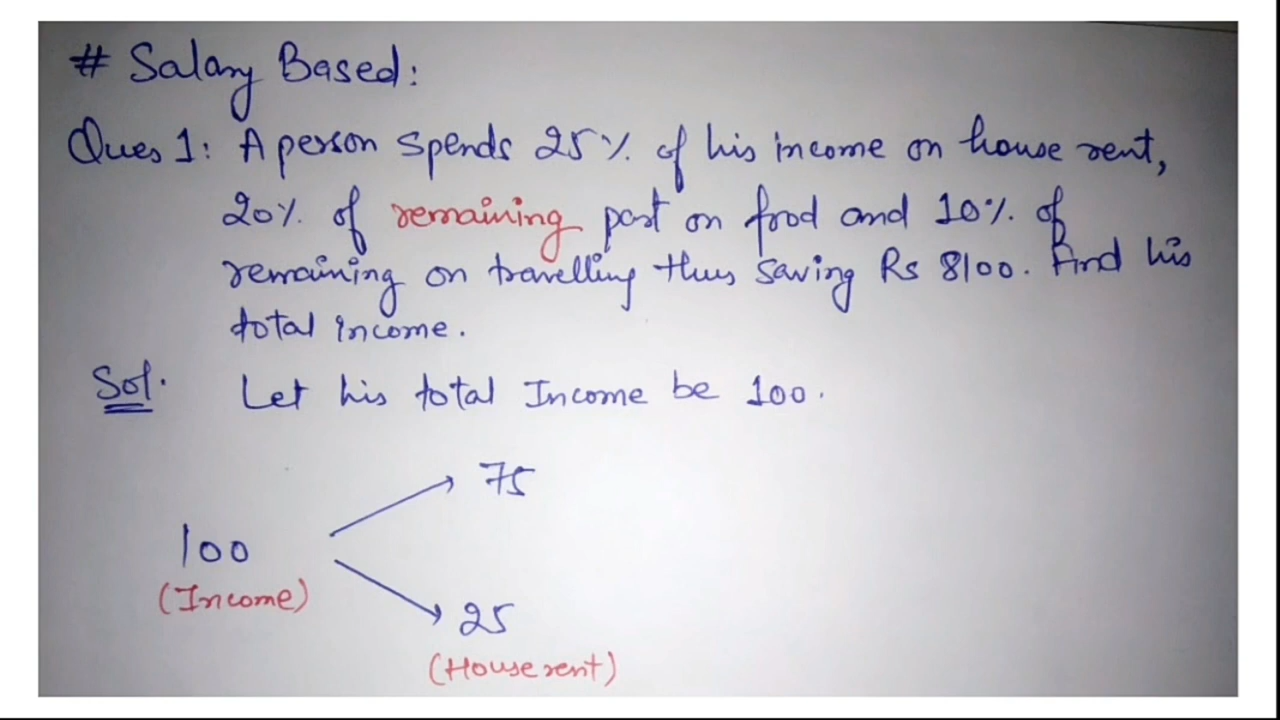 # Salary Based:
Ques 1: A person spends 25% of his income on house rent,
20% of remaining part on food and 10% of
remaining on travelling thus saving Rs 8100. Find his
total income.
Sol. Let his total Income be 100.
75
100
(Income)
25
(House rent)